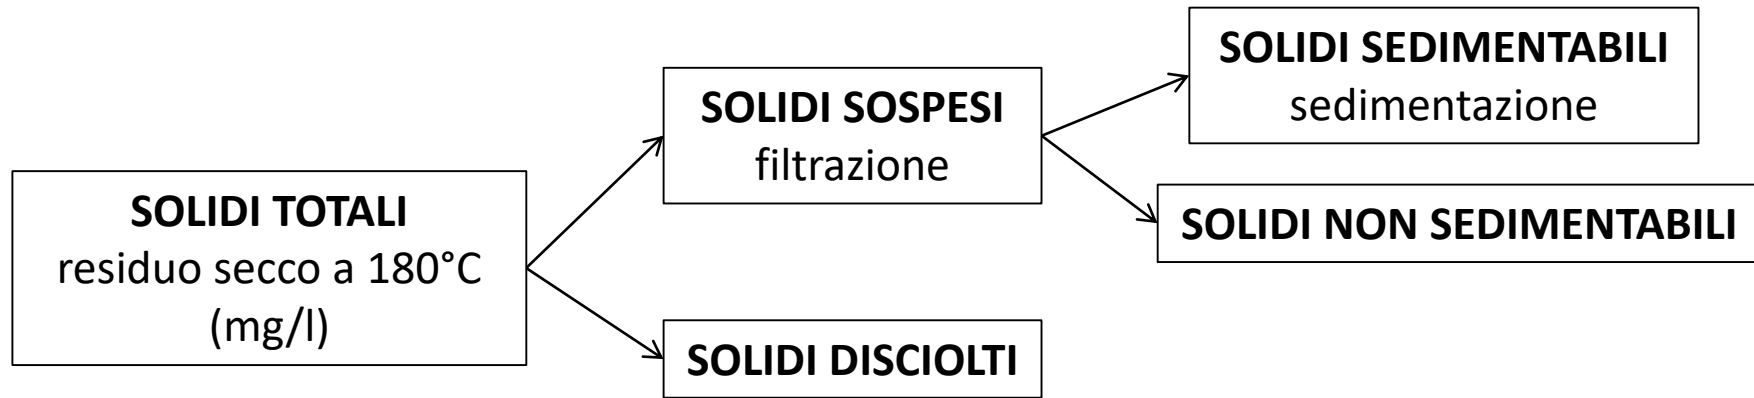 SOLIDI TOTALI
residuo secco a 180°C
(mg/l)
SOLIDI SOSPESI
filtrazione
SOLIDI DISCIOLTI
SOLIDI SEDIMENTABILI
sedimentazione
SOLIDI NON SEDIMENTABILI